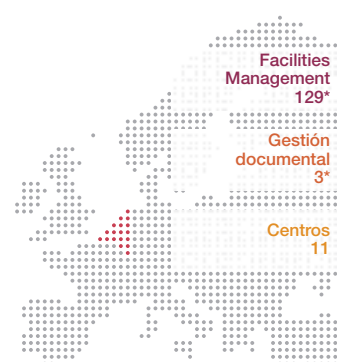 Facilities
Management
129*
Gestión
documental
3*
Centros
11